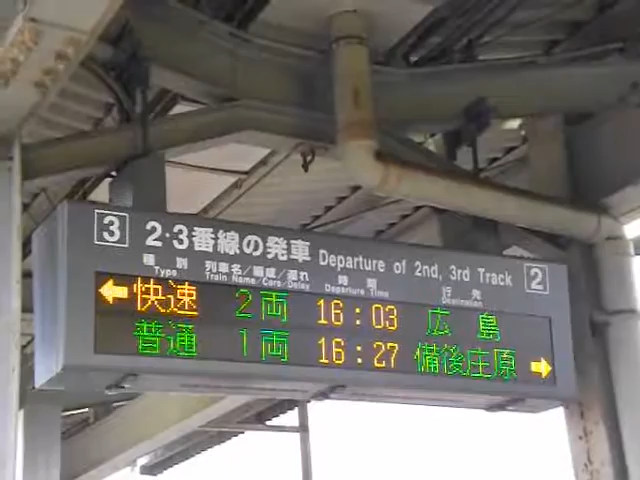 3 2・3番線の発車 Departure of 2nd, 3rd Track 2
種別 列車名/編成/遅れ 時刻 行先
Type Train Name/Cars/Delay Departure Time Destination
← 快速 2両 16:03 広島
普通 1両 16:27 備後庄原 →